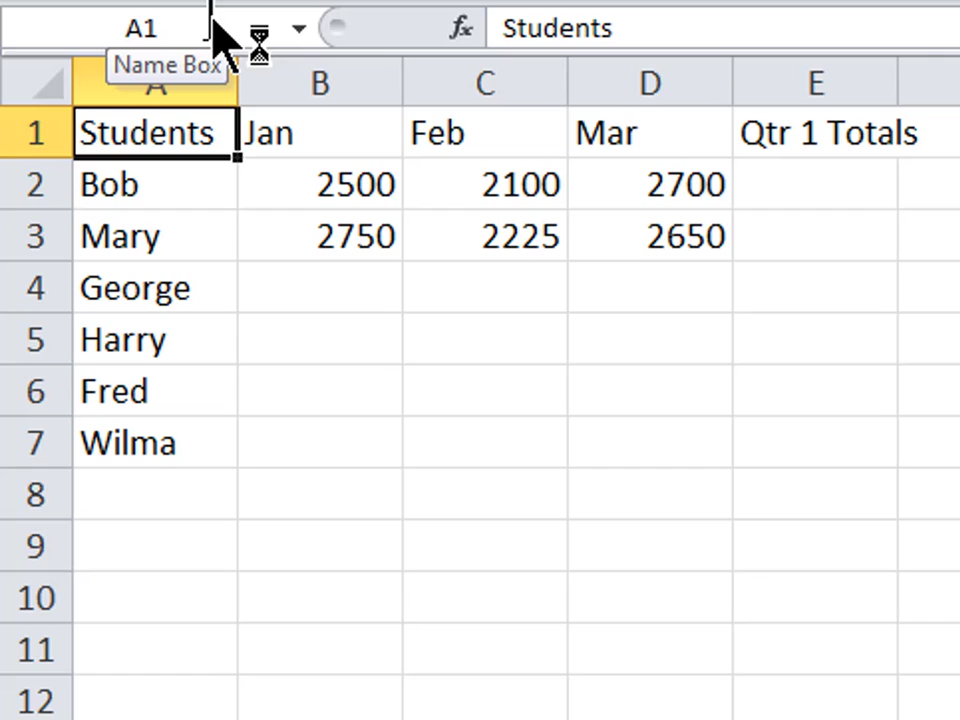 A1 fx Students
Name Box
A B C D E
1 Students Jan Feb Mar Qtr 1 Totals
2 Bob 2500 2100 2700
3 Mary 2750 2225 2650
4 George
5 Harry
6 Fred
7 Wilma
8
9
10
11
12